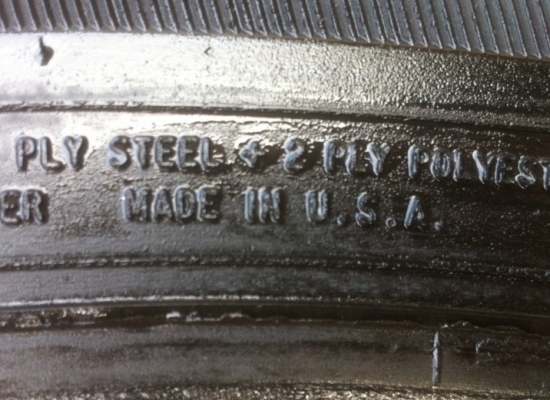 PLY STEEL + 2 PLY POLYEST
ER MADE IN U.S.A.